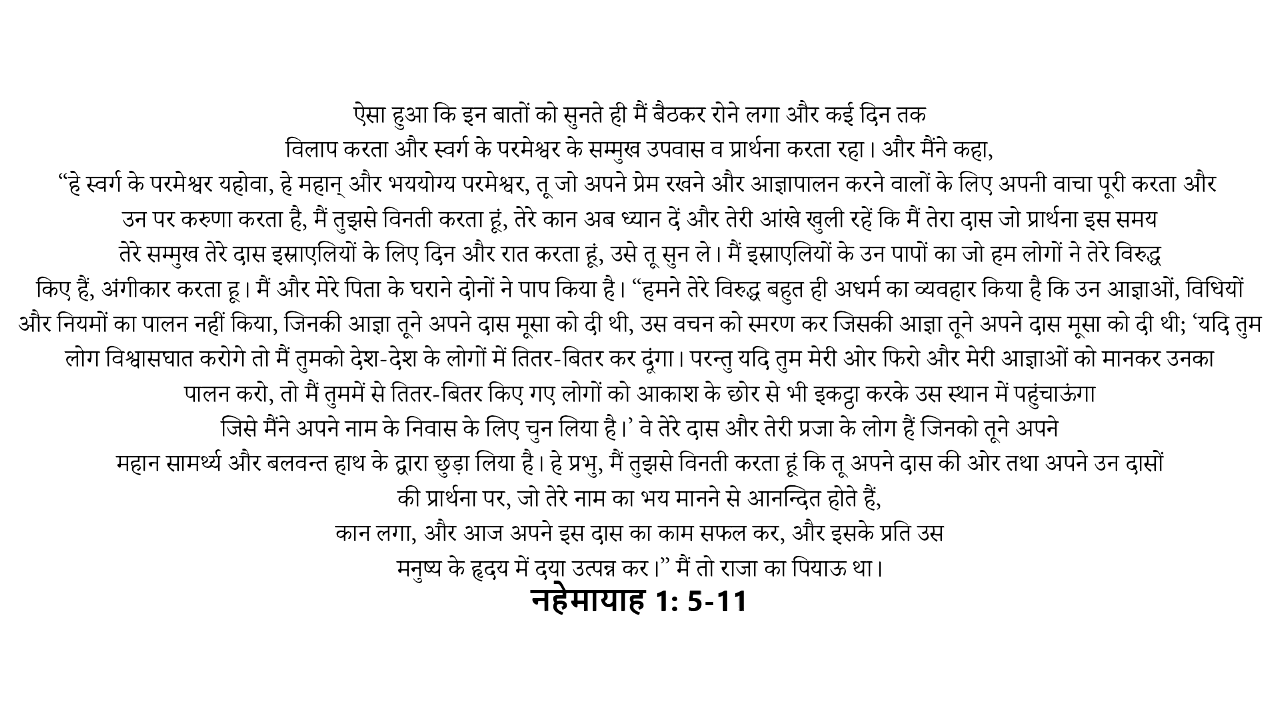 ऐसा हुआ कि इन बातों को सुनते ही मैं बैठकर रोने लगा और कई दिन तक
विलाप करता और स्वर्ग के परमेश्वर के सम्मुख उपवास व प्रार्थना करता रहा। और मैंने कहा,
“हे स्वर्ग के परमेश्वर यहोवा, हे महान् और भययोग्य परमेश्वर, तू जो अपने प्रेम रखने और आज्ञापालन करने वालों के लिए अपनी वाचा पूरी करता और
उन पर करुणा करता है, मैं तुझसे विनती करता हूं, तेरे कान अब ध्यान दें और तेरी आंखे खुली रहें कि मैं तेरा दास जो प्रार्थना इस समय
तेरे सम्मुख तेरे दास इस्राएलियों के लिए दिन और रात करता हूं, उसे तू सुन ले। मैं इस्राएलियों के उन पापों का जो हम लोगों ने तेरे विरुद्ध
किए हैं, अंगीकार करता हू। मैं और मेरे पिता के घराने दोनों ने पाप किया है। “हमने तेरे विरुद्ध बहुत ही अधर्म का व्यवहार किया है कि उन आज्ञाओं, विधियों
और नियमों का पालन नहीं किया, जिनकी आज्ञा तूने अपने दास मूसा को दी थी, उस वचन को स्मरण कर जिसकी आज्ञा तूने अपने दास मूसा को दी थी; ‘यदि तुम
लोग विश्वासघात करोगे तो मैं तुमको देश-देश के लोगों में तितर-बितर कर दूंगा। परन्तु यदि तुम मेरी ओर फिरो और मेरी आज्ञाओं को मानकर उनका
पालन करो, तो मैं तुममें से तितर-बितर किए गए लोगों को आकाश के छोर से भी इकट्ठा करके उस स्थान में पहुंचाऊंगा
जिसे मैंने अपने नाम के निवास के लिए चुन लिया है।’ वे तेरे दास और तेरी प्रजा के लोग हैं जिनको तूने अपने
महान सामर्थ्य और बलवन्त हाथ के द्वारा छुड़ा लिया है। हे प्रभु, मैं तुझसे विनती करता हूं कि तू अपने दास की ओर तथा अपने उन दासों
की प्रार्थना पर, जो तेरे नाम का भय मानने से आनन्दित होते हैं,
कान लगा, और आज अपने इस दास का काम सफल कर, और इसके प्रति उस
मनुष्य के हृदय में दया उत्पन्न कर।” मैं तो राजा का पियाऊ था।
नहेमायाह 1: 5-11